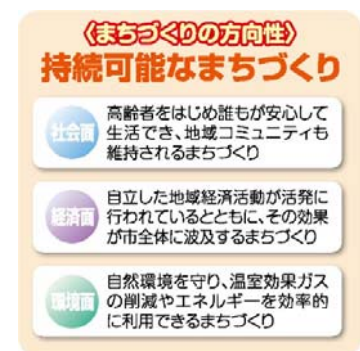 〈まちづくりの方向性〉
持続可能なまちづくり
社会面
高齢者をはじめ誰もが安心して
生活でき、地域コミュニティも
維持されるまちづくり
経済面
自立した地域経済活動が活発に
行われているとともに、その効果
が市全体に波及するまちづくり
環境面
自然環境を守り、温室効果ガス
の削減やエネルギーを効率的
に利用できるまちづくり